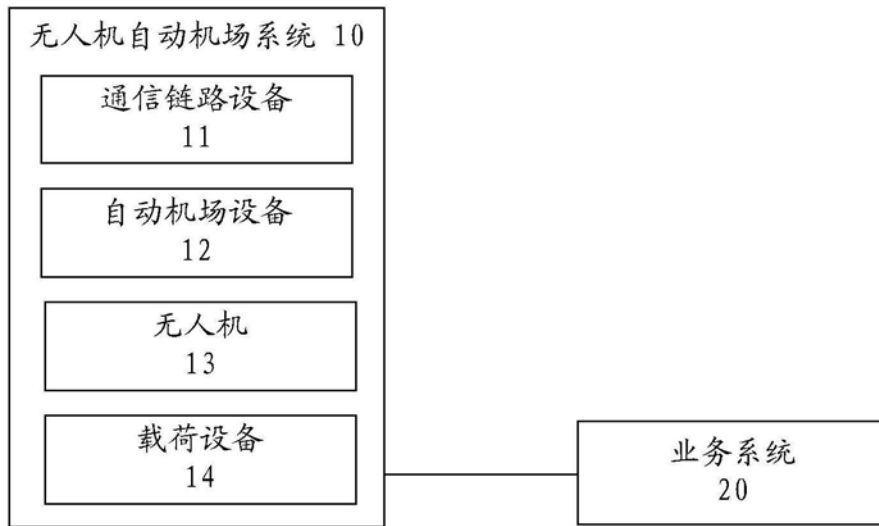 无人机自动机场系统 10
通信链路设备
11
自动机场设备
12
无人机
13
载荷设备
14
业务系统
20